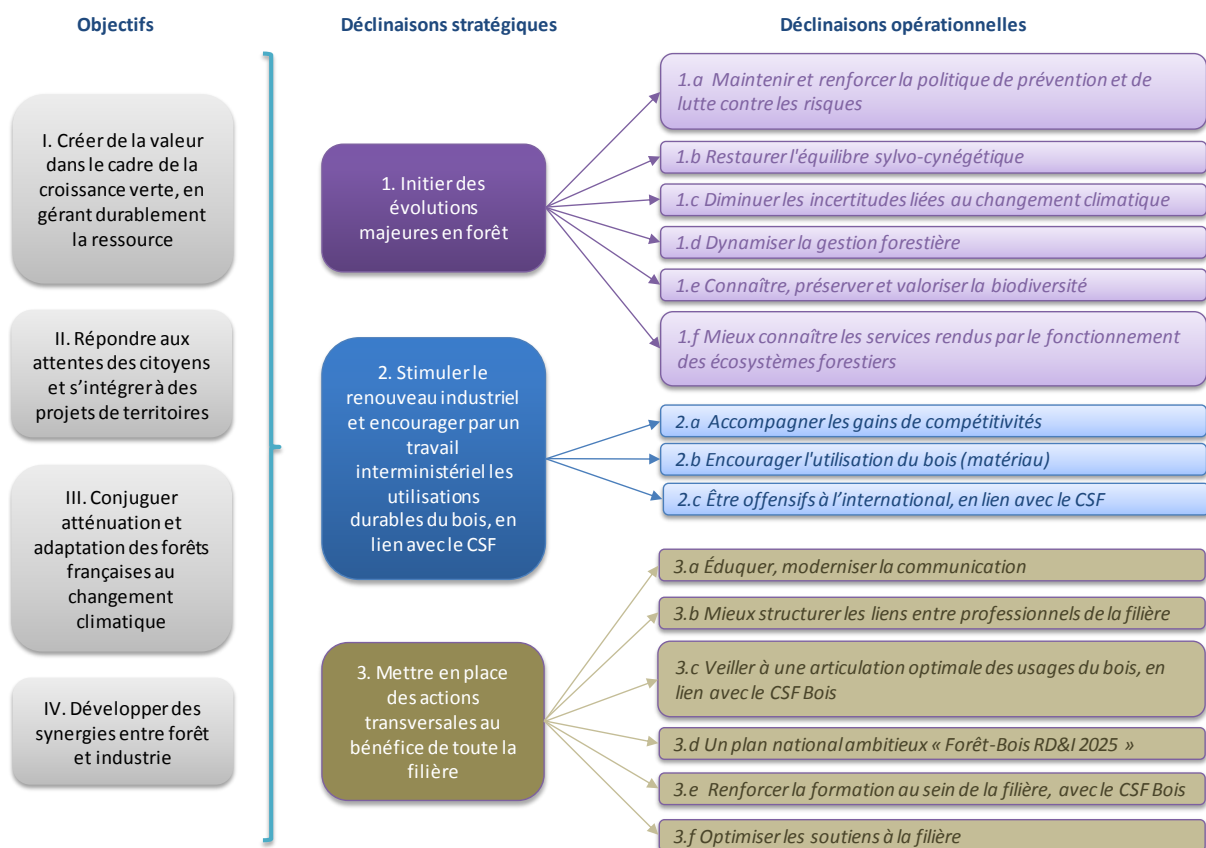 Objectifs
Déclinaisons stratégiques
Déclinaisons opérationnelles
I. Créer de la valeur
dans le cadre de la
croissance verte, en
gérant durablement
la ressource
II. Répondre aux
attentes des citoyens
et s'intégrer à des
projets de territoires
III. Conjuguer
atténuation et
adaptation des forêts
françaises au
changement
climatique
IV. Développer des
synergies entre forêt
et industrie
1. Initier des
évolutions
majeures en forêt
2. Stimuler le
renouveau industriel
et encourager par un
travail
interministériel les
utilisations
durables du bois, en
lien avec le CSF
3. Mettre en place
des actions
transversales au
bénéfice de toute la
filière
1.a Maintenir et renforcer la politique de prévention et de
lutte contre les risques
1.b Restaurer l'équilibre sylvo-cynégétique
1.c Diminuer les incertitudes liées au changement climatique
1.d Dynamiser la gestion forestière
1.e Connaître, préserver et valoriser la biodiversité
1.f Mieux connaître les services rendus par le fonctionnement
des écosystèmes forestiers
2.a Accompagner les gains de compétitivités
2.b Encourager l'utilisation du bois (matériau)
2.c Être offensifs à l'international, en lien avec le CSF
3.a Éduquer, moderniser la communication
3.b Mieux structurer les liens entre professionnels de la filière
3.c Veiller à une articulation optimale des usages du bois, en
lien avec le CSF Bois
3.d Un plan national ambitieux « Forêt-Bois RD&I 2025 »
3.e Renforcer la formation au sein de la filière, avec le CSF Bois
3.f Optimiser les soutiens à la filière